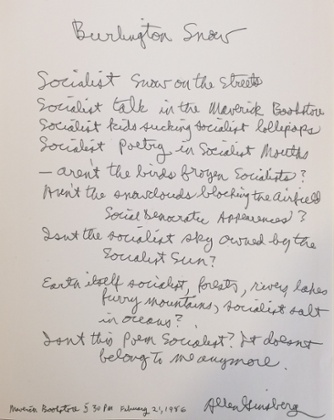 Burlington Snow
Socialist snow on the streets
Socialist talk in the Maverick Bookstore
Socialist kids sucking socialist lollipops
Socialist Poetry in Socialist Mouths
– aren't the birds frozen Socialists?
Aren't the snowclouds blocking the airfield
Social Democratic Appearances?
Isn't the socialist sky owned by the
Socialist Sun?
Earth itself socialist, forests, rivers, lakes
furry mountains, socialist salt
in oceans?
Isn't this Poem Socialist? It doesn't
belong to me anymore.
Maverick Bookstore 5:30 PM February 21, 1986
Allen Ginsberg